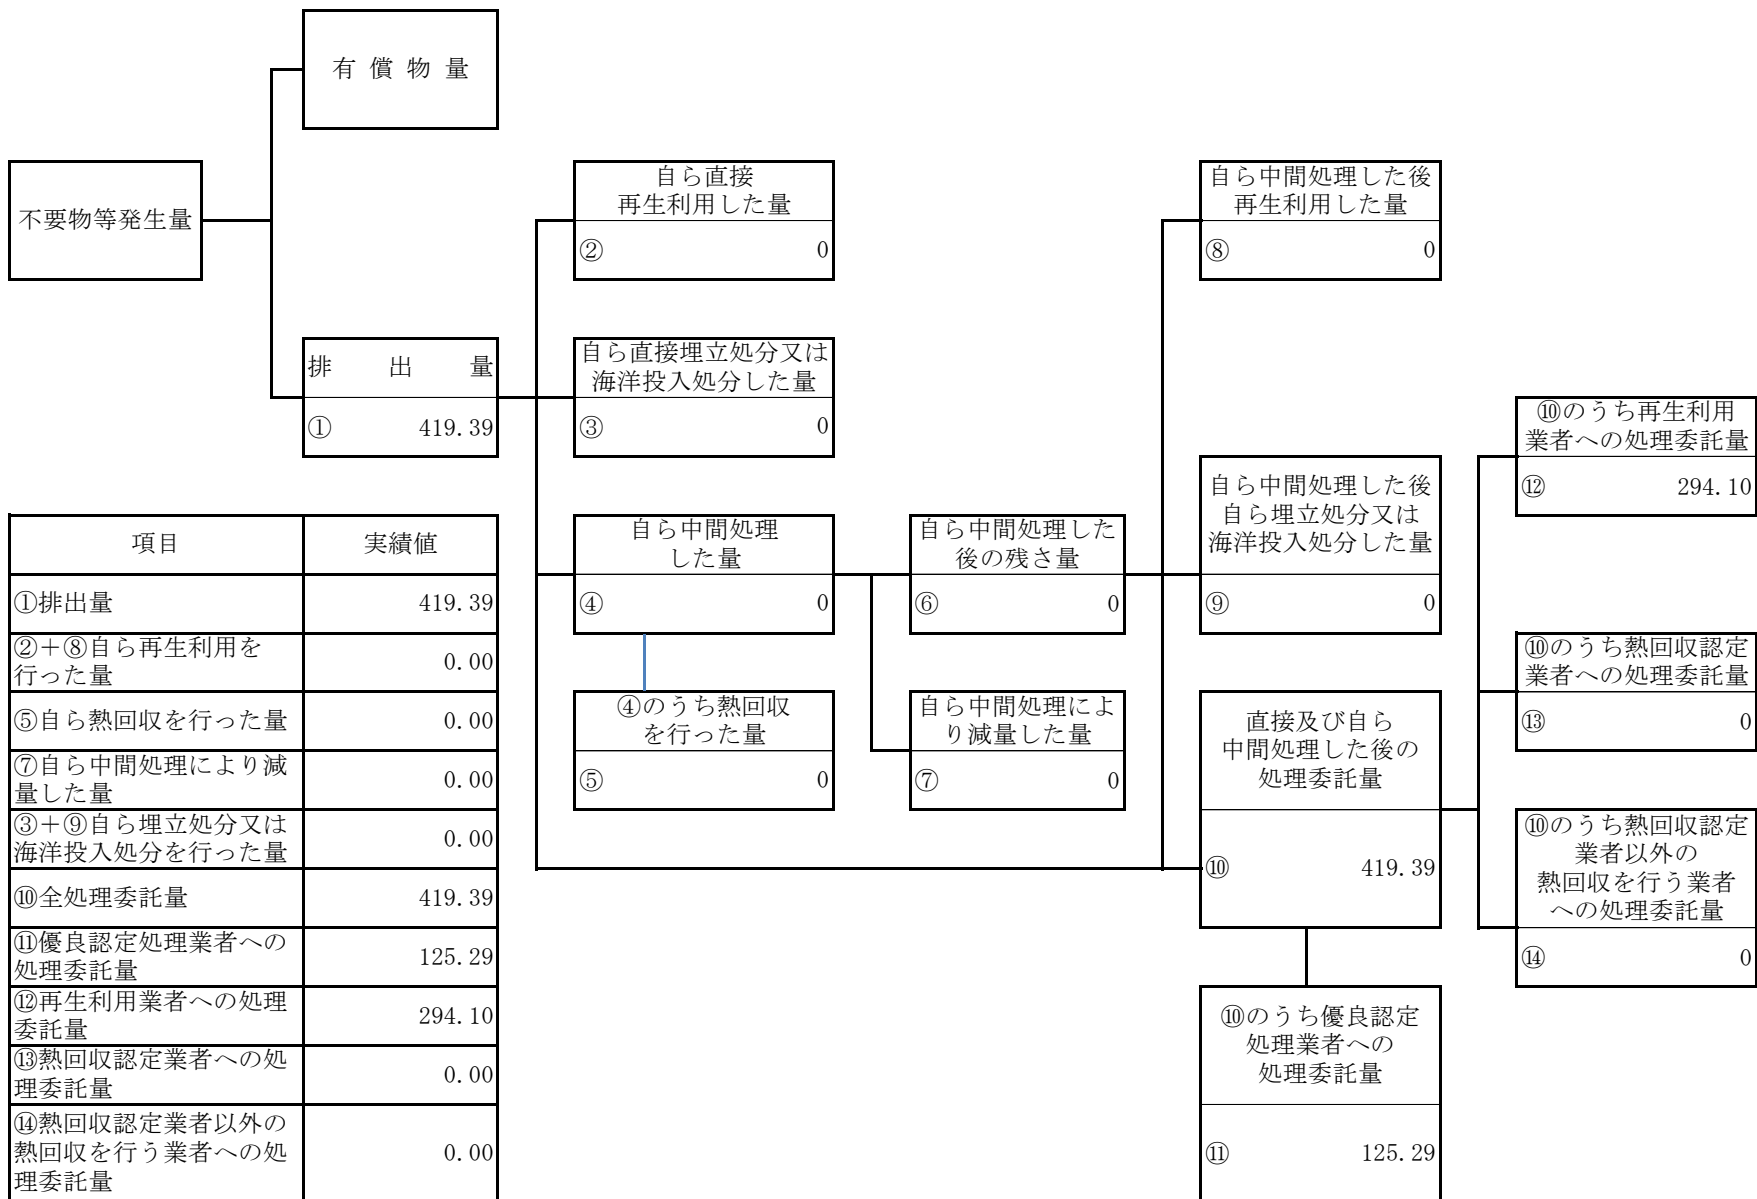 有償物量
不要物等発生量
排出量
① 419.39
自ら直接
再生利用した量
② 0
自ら直接埋立処分又は
海洋投入処分した量
③ 0
自ら中間処理
した量
④ 0
④のうち熱回収
を行った量
⑤ 0
自ら中間処理した
後の残さ量
⑥ 0
自ら中間処理によ
り減量した量
⑦ 0
自ら中間処理した後
再生利用した量
⑧ 0
自ら中間処理した後
自ら埋立処分又は
海洋投入処分した量
⑨ 0
直接及び自ら
中間処理した後の
処理委託量
⑩ 419.39
⑩のうち優良認定
処理業者への
処理委託量
⑪ 125.29
⑩のうち再生利用
業者への処理委託量
⑫ 294.10
⑩のうち熱回収認定
業者への処理委託量
⑬ 0
⑩のうち熱回収認定
業者以外の
熱回収を行う業者
への処理委託量
⑭ 0
項目 実績値
①排出量 419.39
②+⑧自ら再生利用を
行った量 0.00
⑤自ら熱回収を行った量 0.00
⑦自ら中間処理により減
量した量 0.00
③+⑨自ら埋立処分又は
海洋投入処分を行った量 0.00
⑩全処理委託量 419.39
⑪優良認定処理業者への
処理委託量 125.29
⑫再生利用業者への処理
委託量 294.10
⑬熱回収認定業者への処
理委託量 0.00
⑭熱回収認定業者以外の
熱回収を行う業者への処
理委託量 0.00